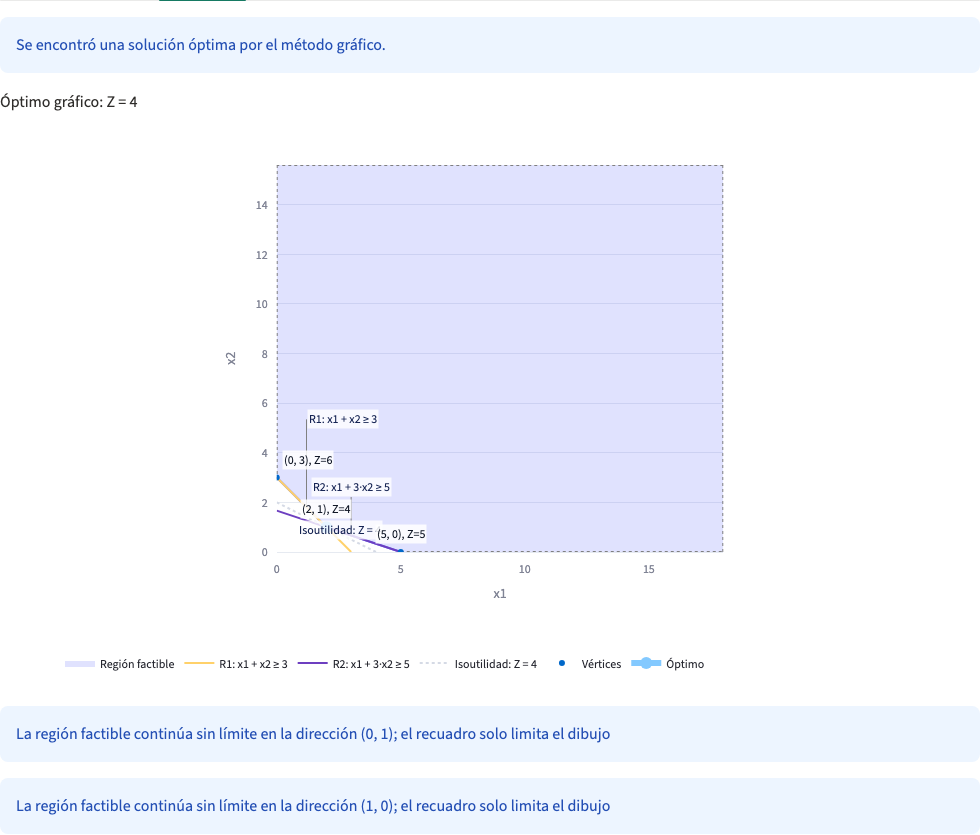 Se encontró una solución óptima por el método gráfico.
Óptimo gráfico: Z = 4
14
12
10
8
6
4
2
0
x2
R1: x1 + x2 ≥ 3
(0, 3), Z=6
R2: x1 + 3·x2 ≥ 5
(2, 1), Z=4
Isoutilidad: Z =
(5, 0), Z=5
0
5
10
15
x1
Región factible
R1: x1 + x2 ≥ 3
R2: x1 + 3·x2 ≥ 5
Isoutilidad: Z = 4
Vértices
Óptimo
La región factible continúa sin límite en la dirección (0, 1); el recuadro solo limita el dibujo
La región factible continúa sin límite en la dirección (1, 0); el recuadro solo limita el dibujo